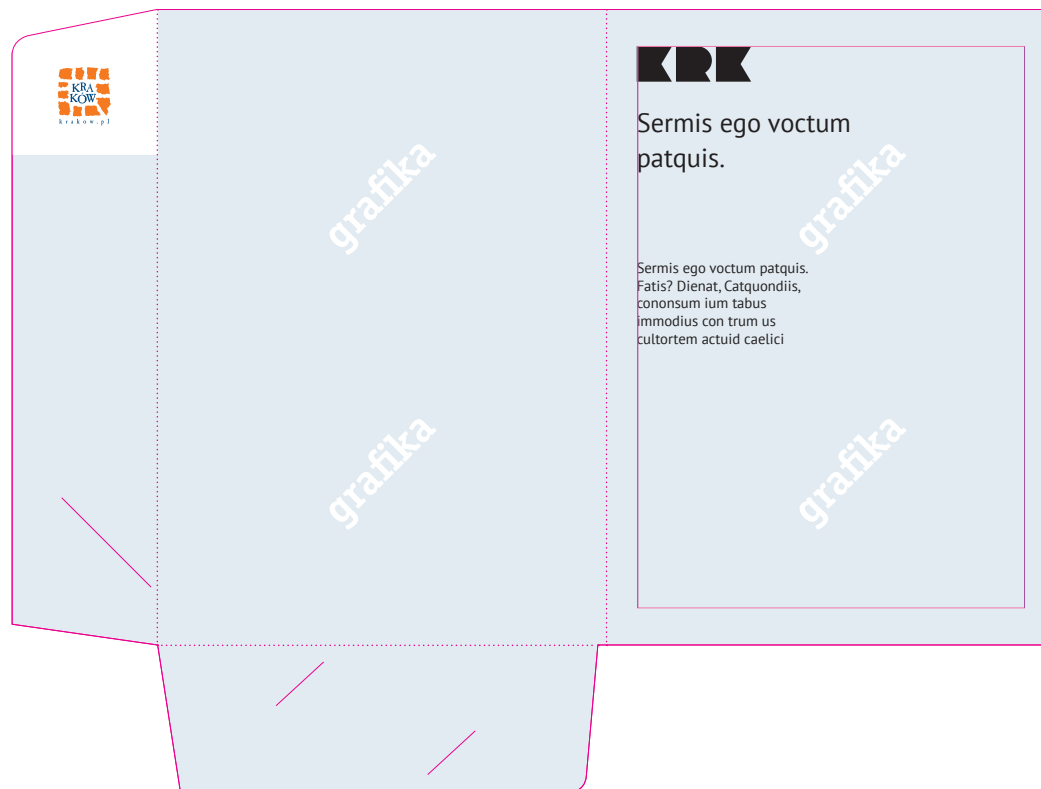 KRA
KÓW
krakow.pl
grafika
grafika
KRK
Sermis ego voctum
patquis.
grafika
Sermis ego voctum patquis.
Fatis? Dienat, Catquondiis,
cononsum ium tabus
immodius con trum us
cultortem actuid caelici
grafika